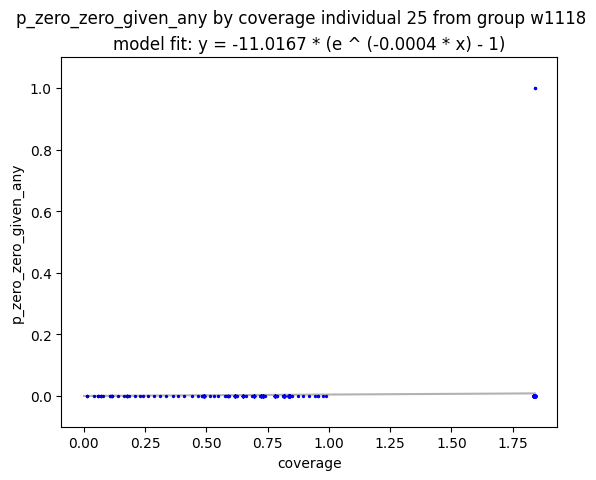 p_zero_zero_given_any by coverage individual 25 from group w1118
model fit: y = -11.0167 * (e ^ (-0.0004 * x) - 1)
1.0
0.8
0.6
0.4
0.2
0.0
p_zero_zero_given_any
0.00 0.25 0.50 0.75 1.00 1.25 1.50 1.75
coverage